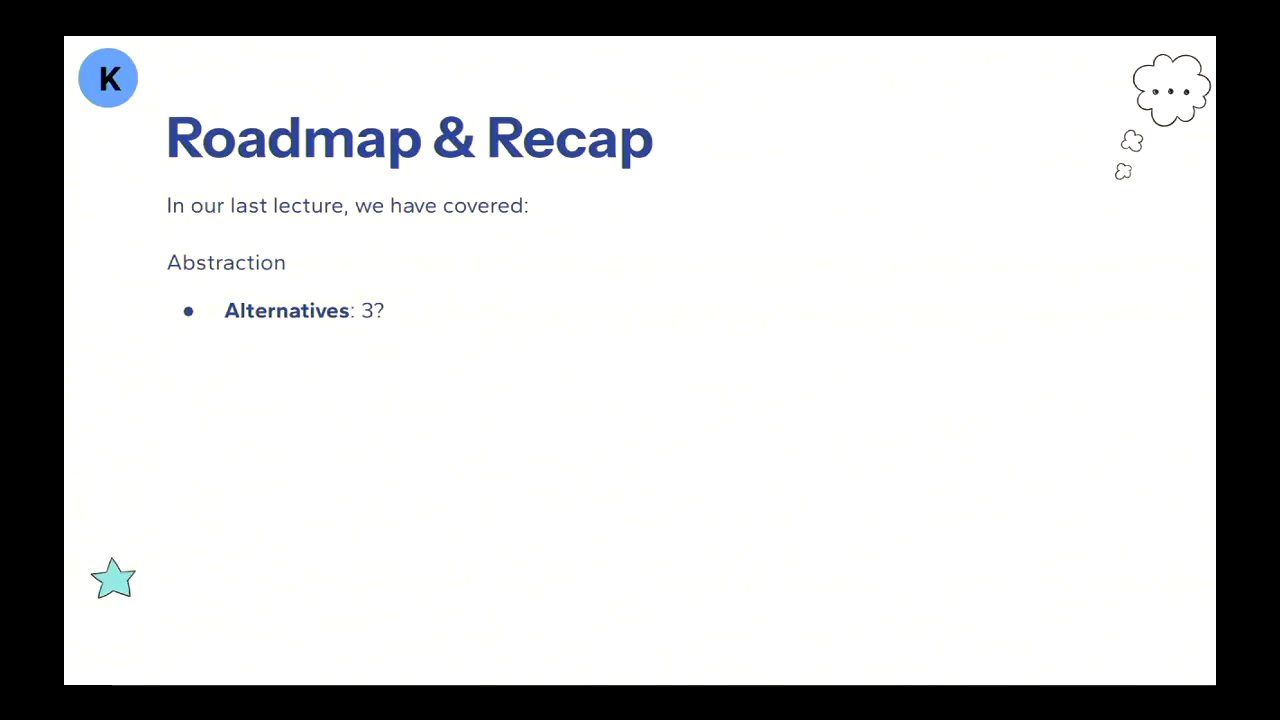 K
Roadmap & Recap
In our last lecture, we have covered:
Abstraction
● Alternatives: 3?